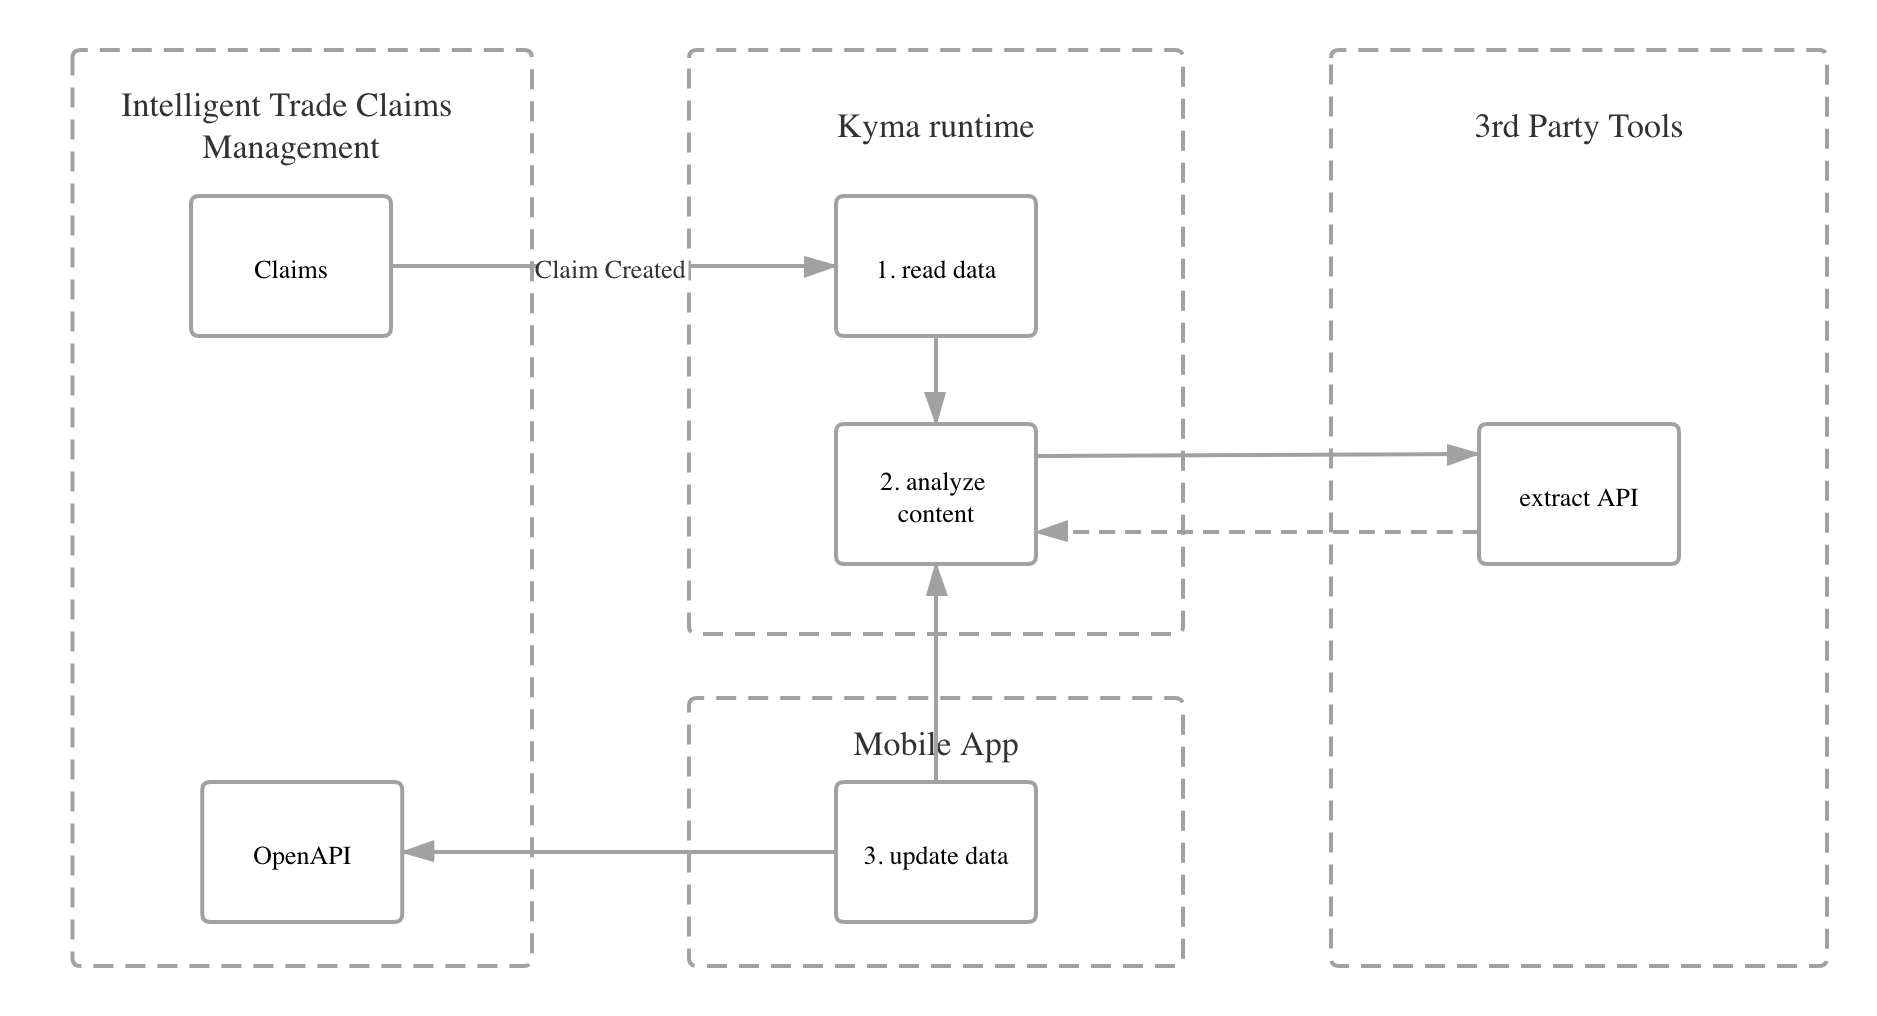 Intelligent Trade Claims
Management
Kyma runtime
3rd Party Tools
Claims
Claim Created
1. read data
2. analyze
content
extract API
Mobile App
OpenAPI
3. update data